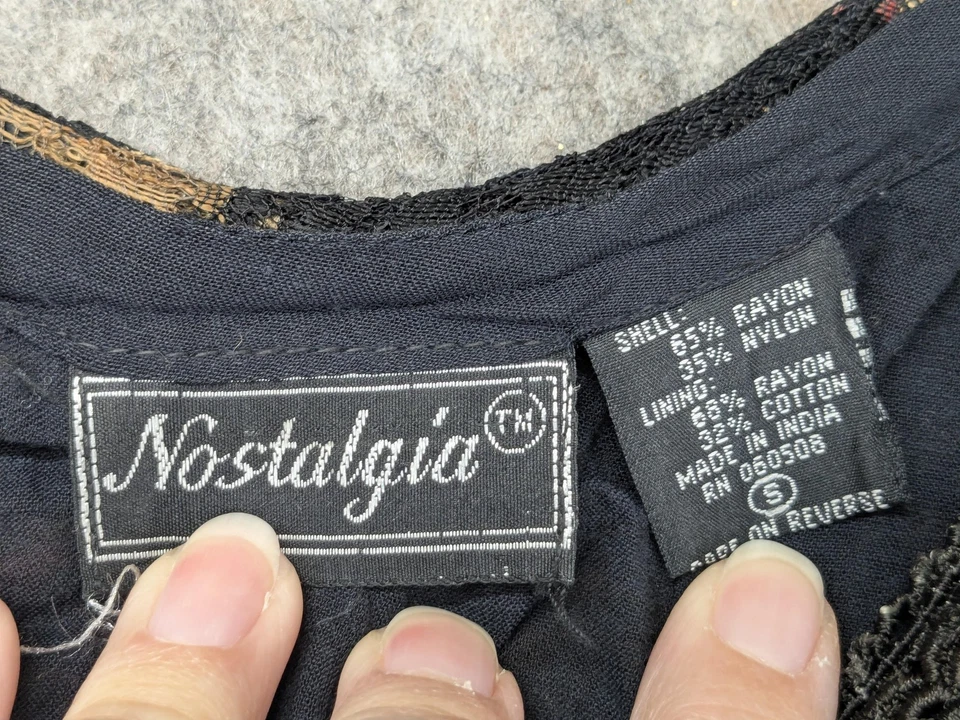 Nostalgia TM
SHELL:
65% RAYON
35% NYLON
LINING:
68% RAYON
32% COTTON
MADE IN INDIA
RN 080508
S
CARE ON REVERSE